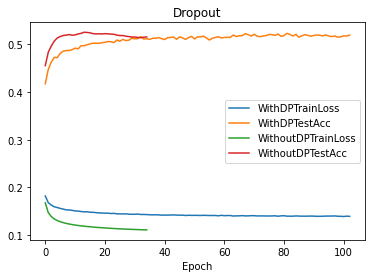 Dropout
0.5
0.4
0.3
0.2
0.1
WithDPTrainLoss
WithDPTestAcc
WithoutDPTrainLoss
WithoutDPTestAcc
0 20 40 60 80 100
Epoch